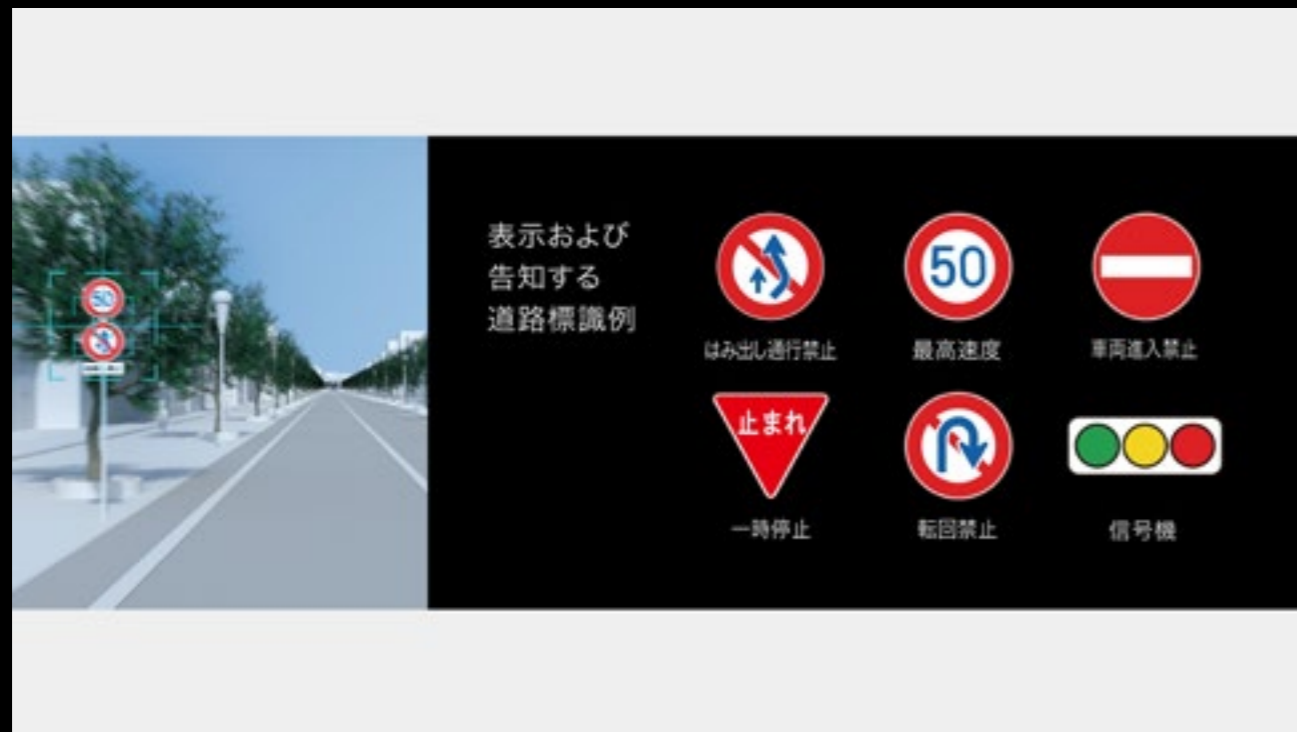 表示および
告知する
道路標識例
50
はみ出し通行禁止
最高速度
車両進入禁止
止まれ
一時停止
転回禁止
信号機
50